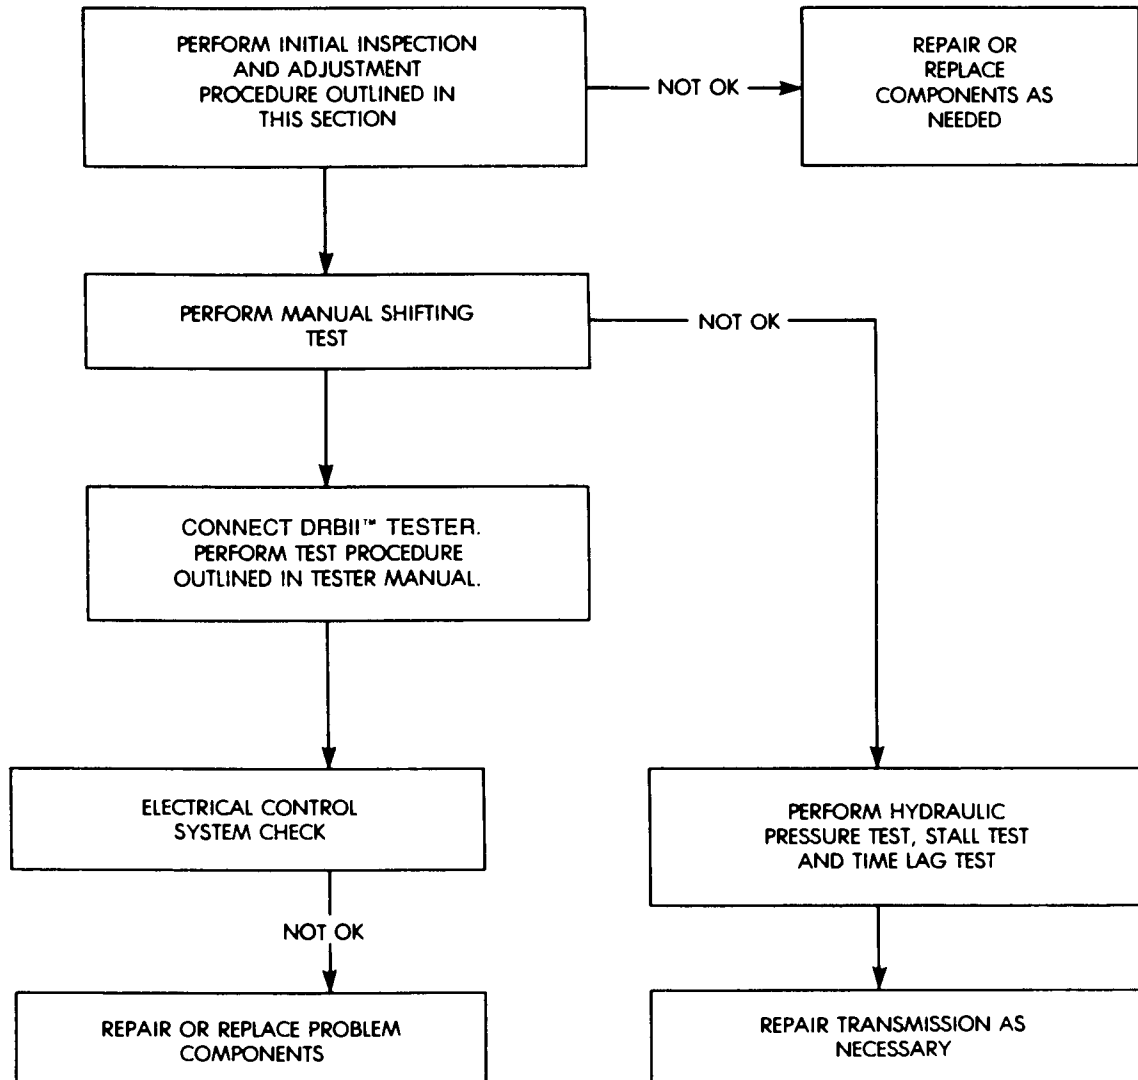 PERFORM INITIAL INSPECTION
AND ADJUSTMENT
PROCEDURE OUTLINED IN
THIS SECTION
NOT OK
REPAIR OR
REPLACE
COMPONENTS AS
NEEDED
PERFORM MANUAL SHIFTING
TEST
NOT OK
CONNECT DRBII™ TESTER.
PERFORM TEST PROCEDURE
OUTLINED IN TESTER MANUAL.
ELECTRICAL CONTROL
SYSTEM CHECK
PERFORM HYDRAULIC
PRESSURE TEST, STALL TEST
AND TIME LAG TEST
NOT OK
REPAIR OR REPLACE PROBLEM
COMPONENTS
REPAIR TRANSMISSION AS
NECESSARY